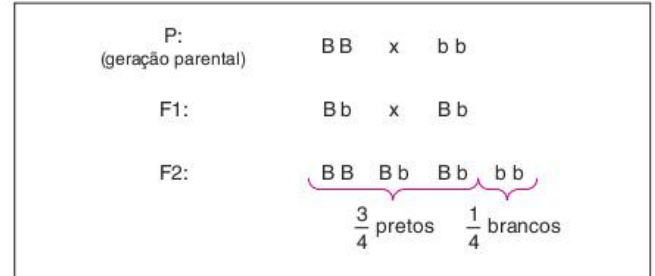 P: BB x bb
(geração parental)
F1: Bb x Bb
F2: BB Bb Bb bb
3/4 pretos 1/4 brancos